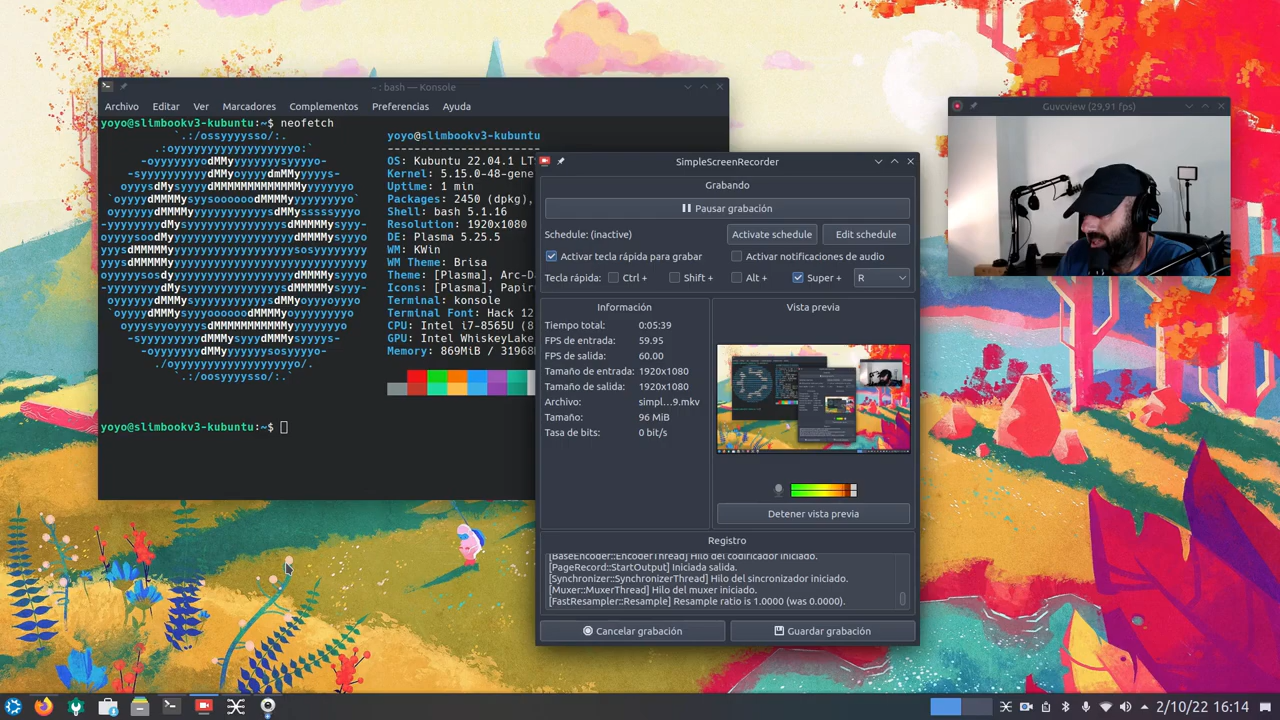 ~ : bash — Konsole
Archivo Editar Ver Marcadores Complementos Preferencias Ayuda
yoyo@slimbookv3-kubuntu:~$ neofetch
yoyo@slimbookv3-kubuntu
-----------------------
OS: Kubuntu 22.04.1 LT
Kernel: 5.15.0-48-gene
Uptime: 1 min
Packages: 2450 (dpkg),
Shell: bash 5.1.16
Resolution: 1920x1080
DE: Plasma 5.25.5
WM: KWin
WM Theme: Brisa
Theme: [Plasma], Arc-D
Icons: [Plasma], Papir
Terminal: konsole
Terminal Font: Hack 12
CPU: Intel i7-8565U (8
GPU: Intel WhiskeyLake
Memory: 869MiB / 31968
yoyo@slimbookv3-kubuntu:~$
SimpleScreenRecorder
Grabando
Pausar grabación
Schedule: (inactive) Activate schedule Edit schedule
Activar tecla rápida para grabar Activar notificaciones de audio
Tecla rápida: Ctrl + Shift + Alt + Super + R
Información
Tiempo total: 0:05:39
FPS de entrada: 59.95
FPS de salida: 60.00
Tamaño de entrada: 1920x1080
Tamaño de salida: 1920x1080
Archivo: simpl...9.mkv
Tamaño: 96 MiB
Tasa de bits: 0 bit/s
Vista previa
Detener vista previa
Registro
[BaseEncoder::EncoderThread] Hilo del codificador iniciado.
[PageRecord::StartOutput] Iniciada salida.
[Synchronizer::SynchronizerThread] Hilo del sincronizador iniciado.
[Muxer::MuxerThread] Hilo del muxer iniciado.
[FastResampler::Resample] Resample ratio is 1.0000 (was 0.0000).
Cancelar grabación Guardar grabación
Guvcview (29,91 fps)
2/10/22 16:14